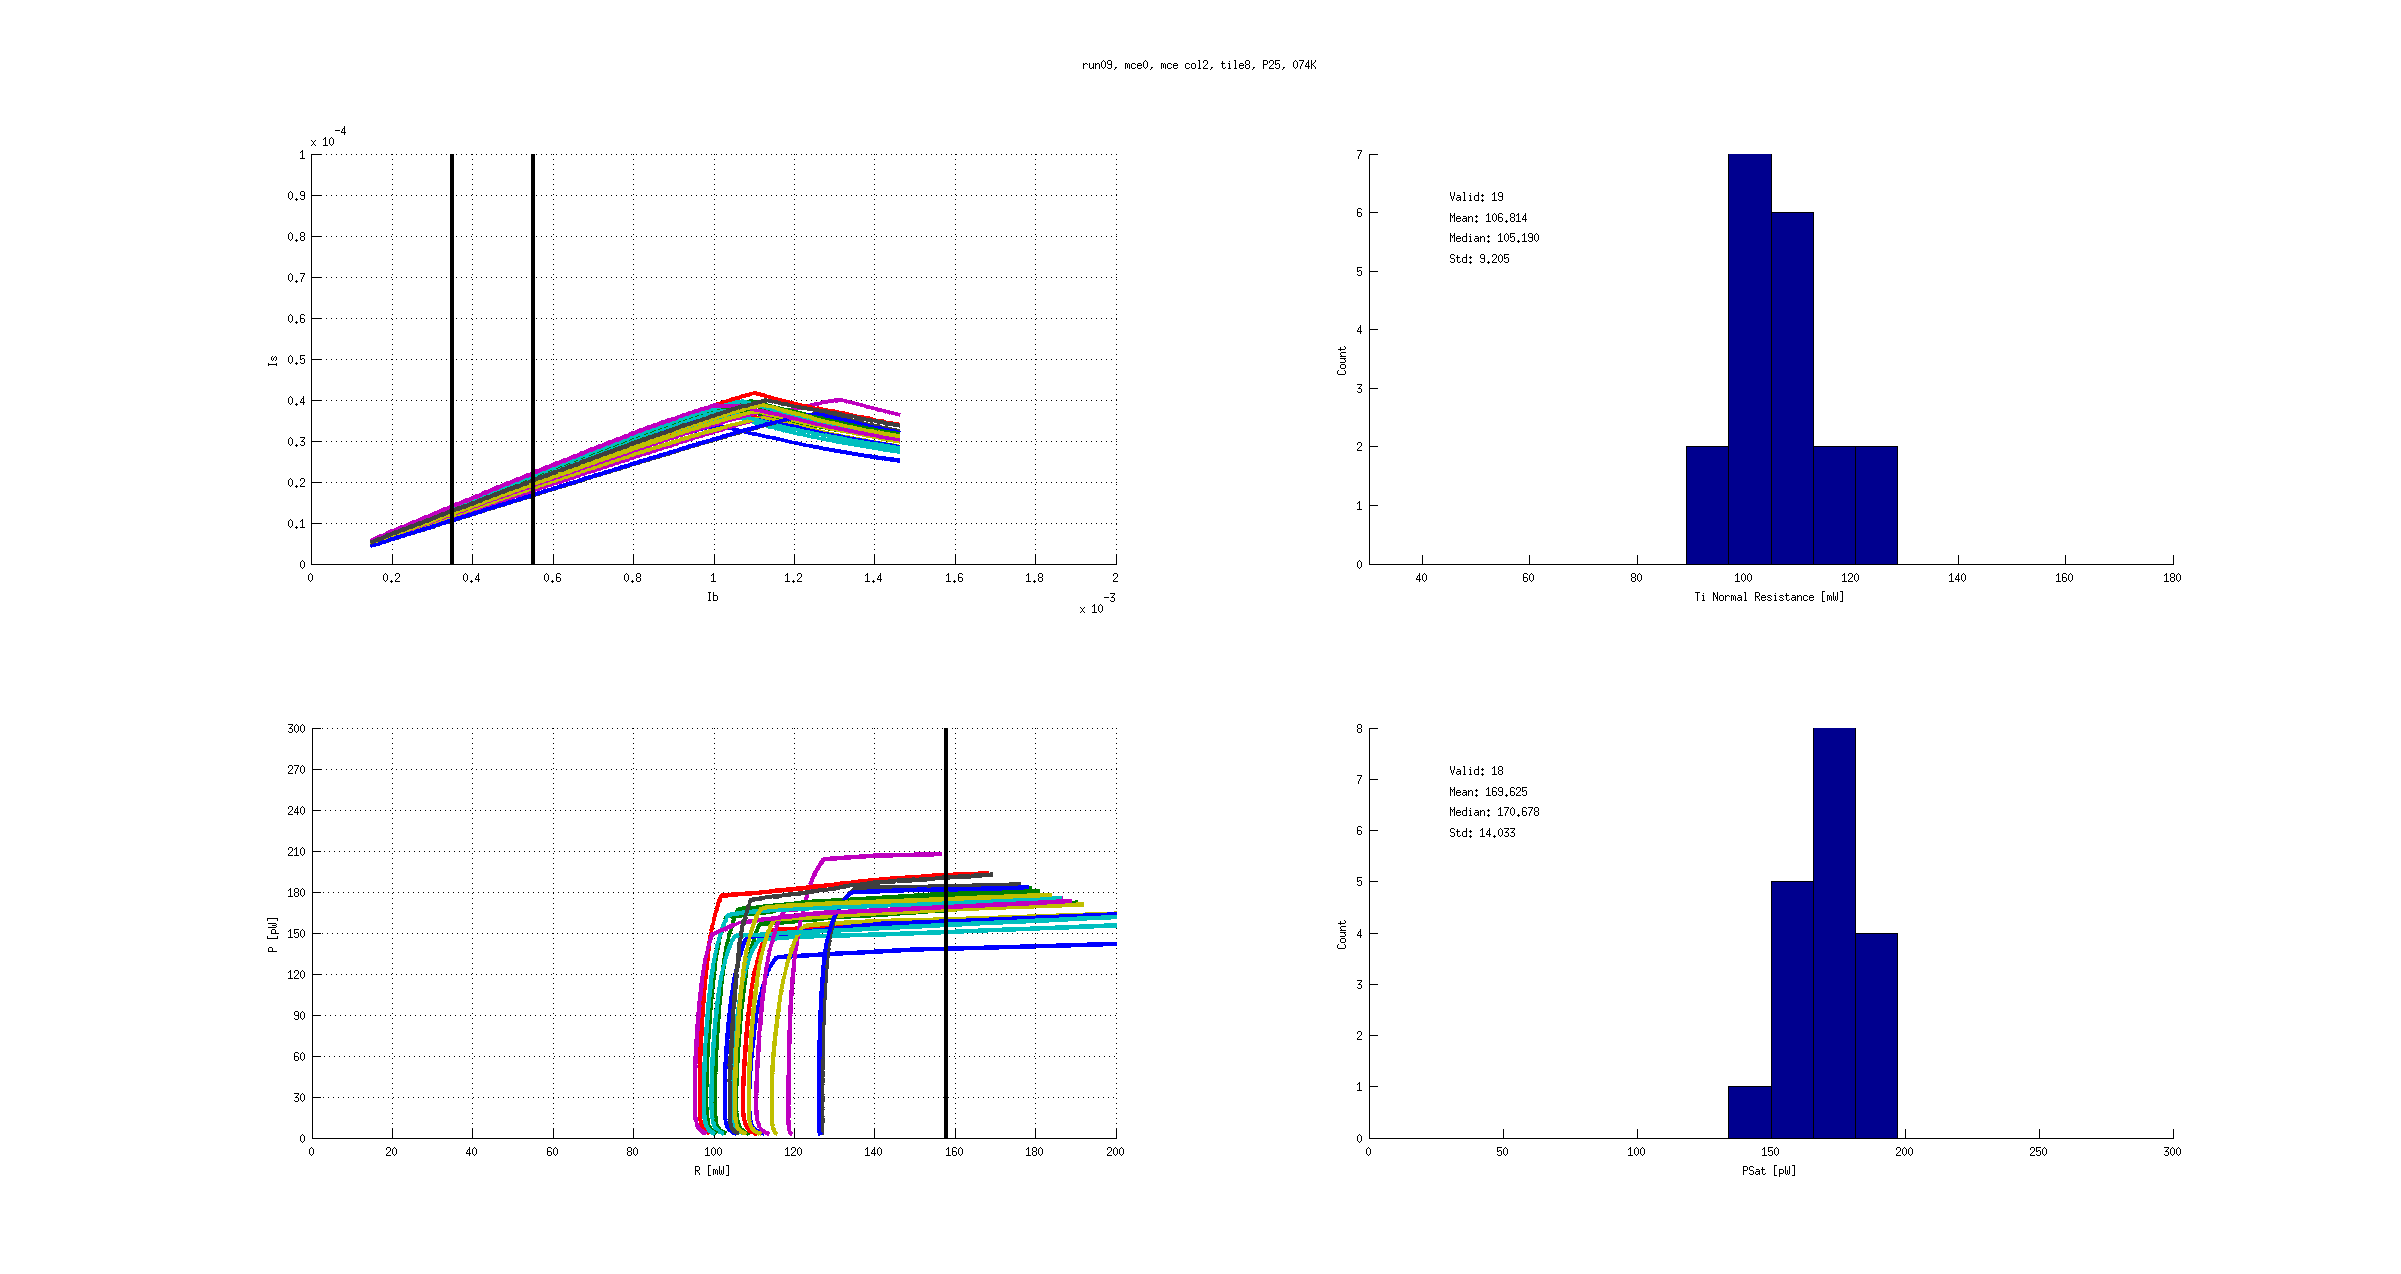 run09, mce0, mce col2, tile8, P25, 074K
x 10^-4
1
0.9
0.8
0.7
0.6
0.5
0.4
0.3
0.2
0.1
0
Is
0 0.2 0.4 0.6 0.8 1 1.2 1.4 1.6 1.8 2
Ib
x 10^-3
7
6
5
4
3
2
1
0
Count
Valid: 19
Mean: 106.814
Median: 105.190
Std: 9.205
40 60 80 100 120 140 160 180
Ti Normal Resistance [mW]
300
270
240
210
180
150
120
90
60
30
0
P [pW]
0 20 40 60 80 100 120 140 160 180 200
R [mW]
8
7
6
5
4
3
2
1
0
Count
Valid: 18
Mean: 169.625
Median: 170.678
Std: 14.033
0 50 100 150 200 250 300
PSat [pW]